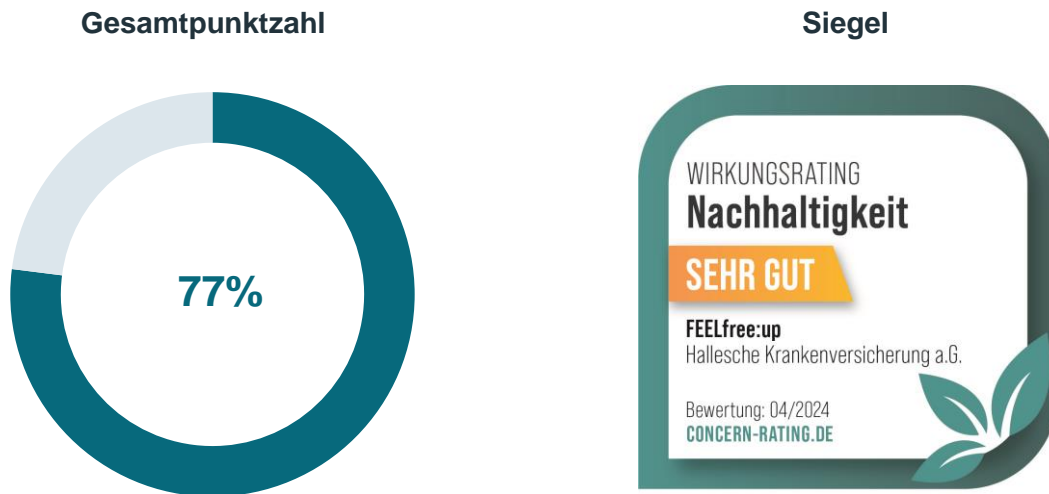 Gesamtpunktzahl
Siegel
77%
WIRKUNGSRATING
Nachhaltigkeit
SEHR GUT
FEELfree:up
Hallesche Krankenversicherung a.G.
Bewertung: 04/2024
CONCERN-RATING.DE